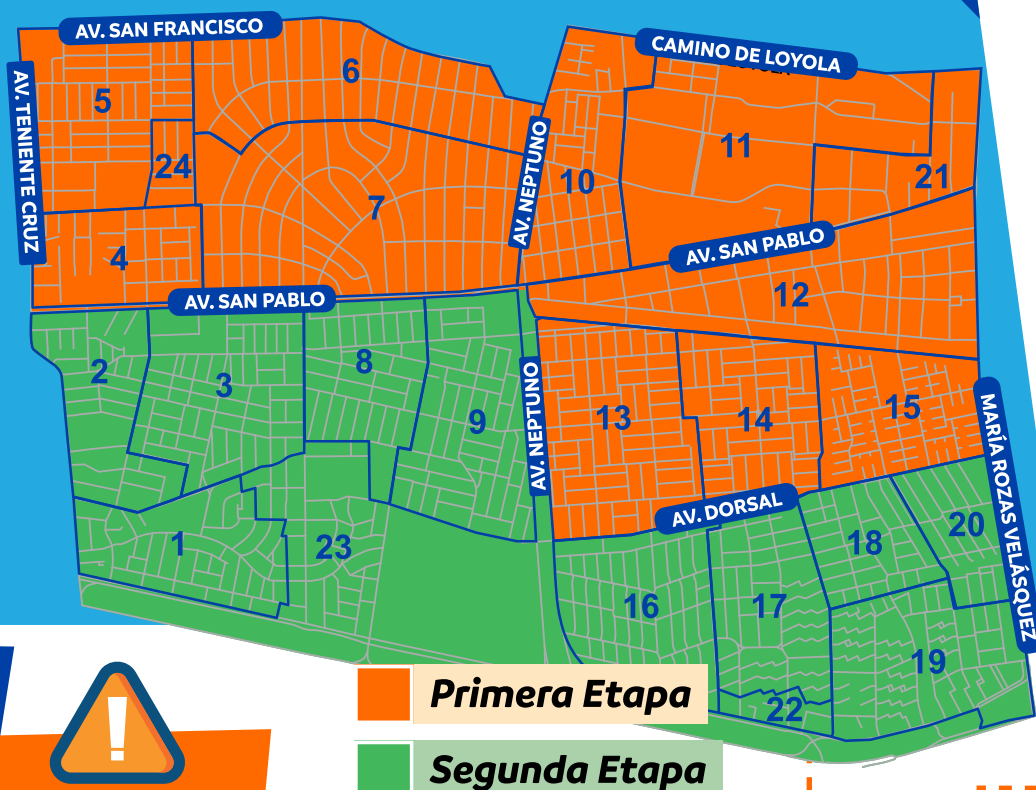 AV. SAN FRANCISCO
CAMINO DE LOYOLA
AV. TENIENTE CRUZ
5
6
24
7
4
AV. NEPTUNO
10
11
21
AV. SAN PABLO
12
AV. SAN PABLO
2
3
8
9
AV. NEPTUNO
13
14
15
MARÍA ROZAS VELÁSQUEZ
AV. DORSAL
1
23
16
17
18
20
19
22
Primera Etapa
Segunda Etapa
!